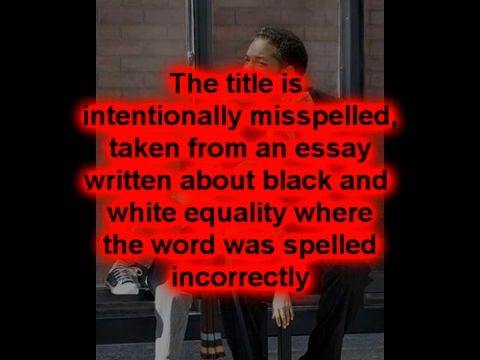 The title is
intentionally misspelled,
taken from an essay
written about black and
white equality where
the word was spelled
incorrectly